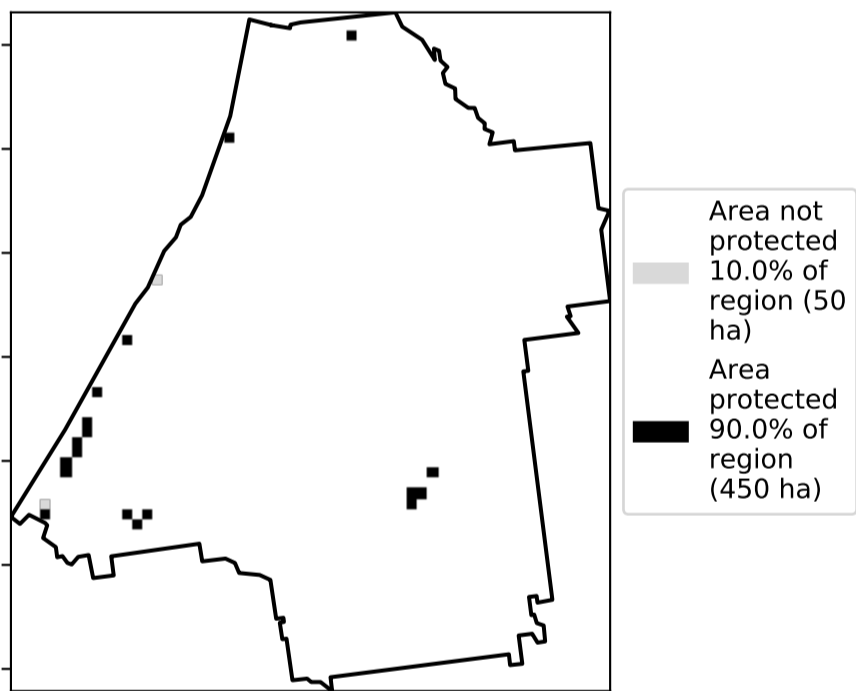 Area not
protected
10.0% of
region (50
ha)
Area
protected
90.0% of
region
(450 ha)